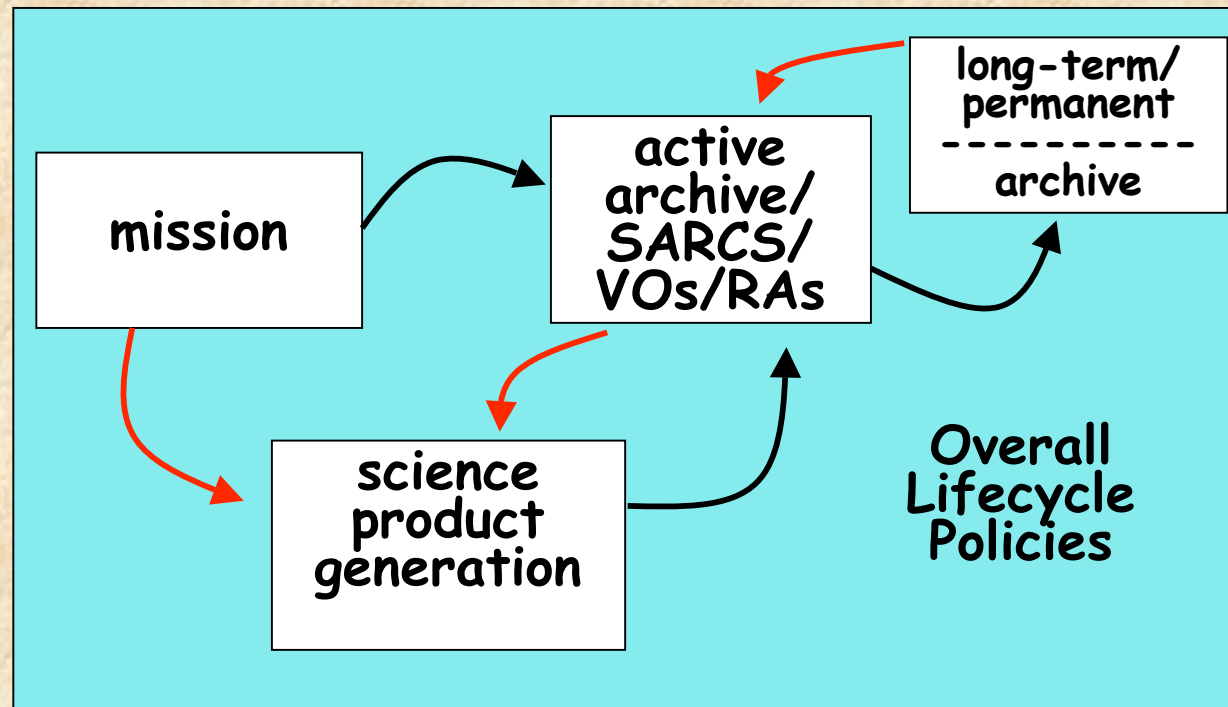 mission
active
archive/
SARCS/
VOs/RAs
long-term/
permanent
-----------
archive
science
product
generation
Overall
Lifecycle
Policies